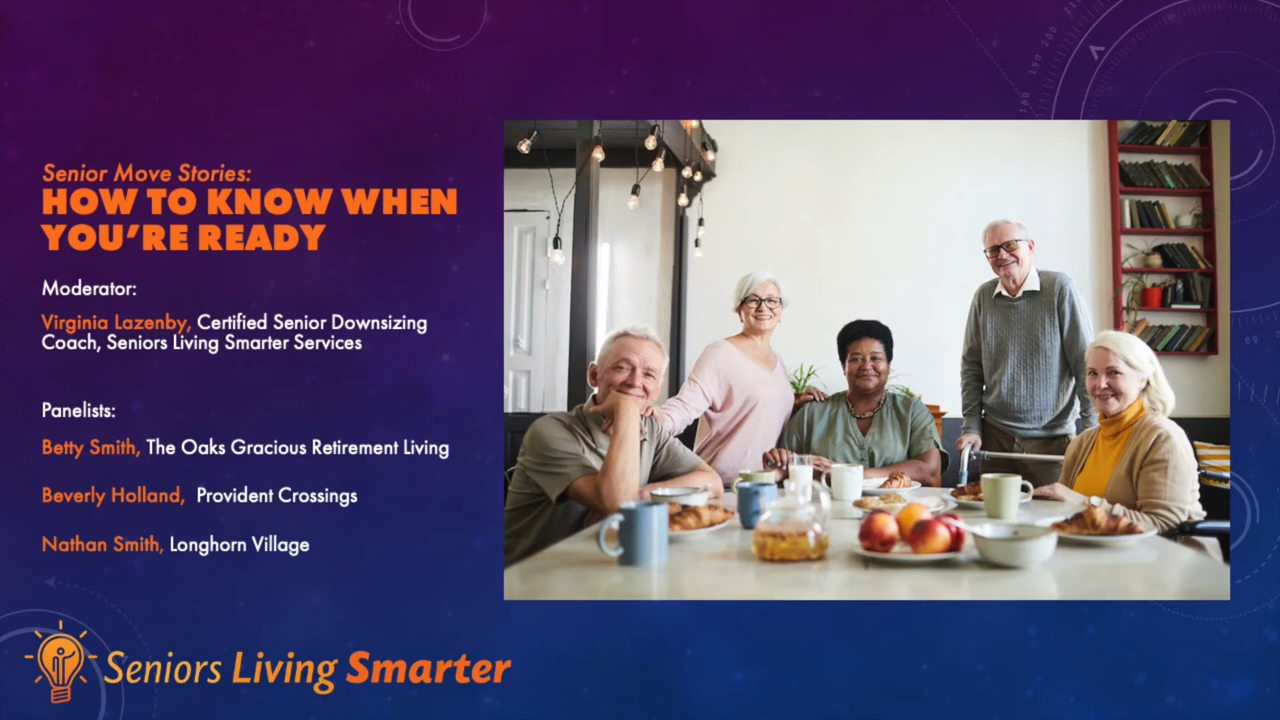 Senior Move Stories:
HOW TO KNOW WHEN
YOU'RE READY
Moderator:
Virginia Lazenby, Certified Senior Downsizing
Coach, Seniors Living Smarter Services
Panelists:
Betty Smith, The Oaks Gracious Retirement Living
Beverly Holland, Provident Crossings
Nathan Smith, Longhorn Village
Seniors Living Smarter